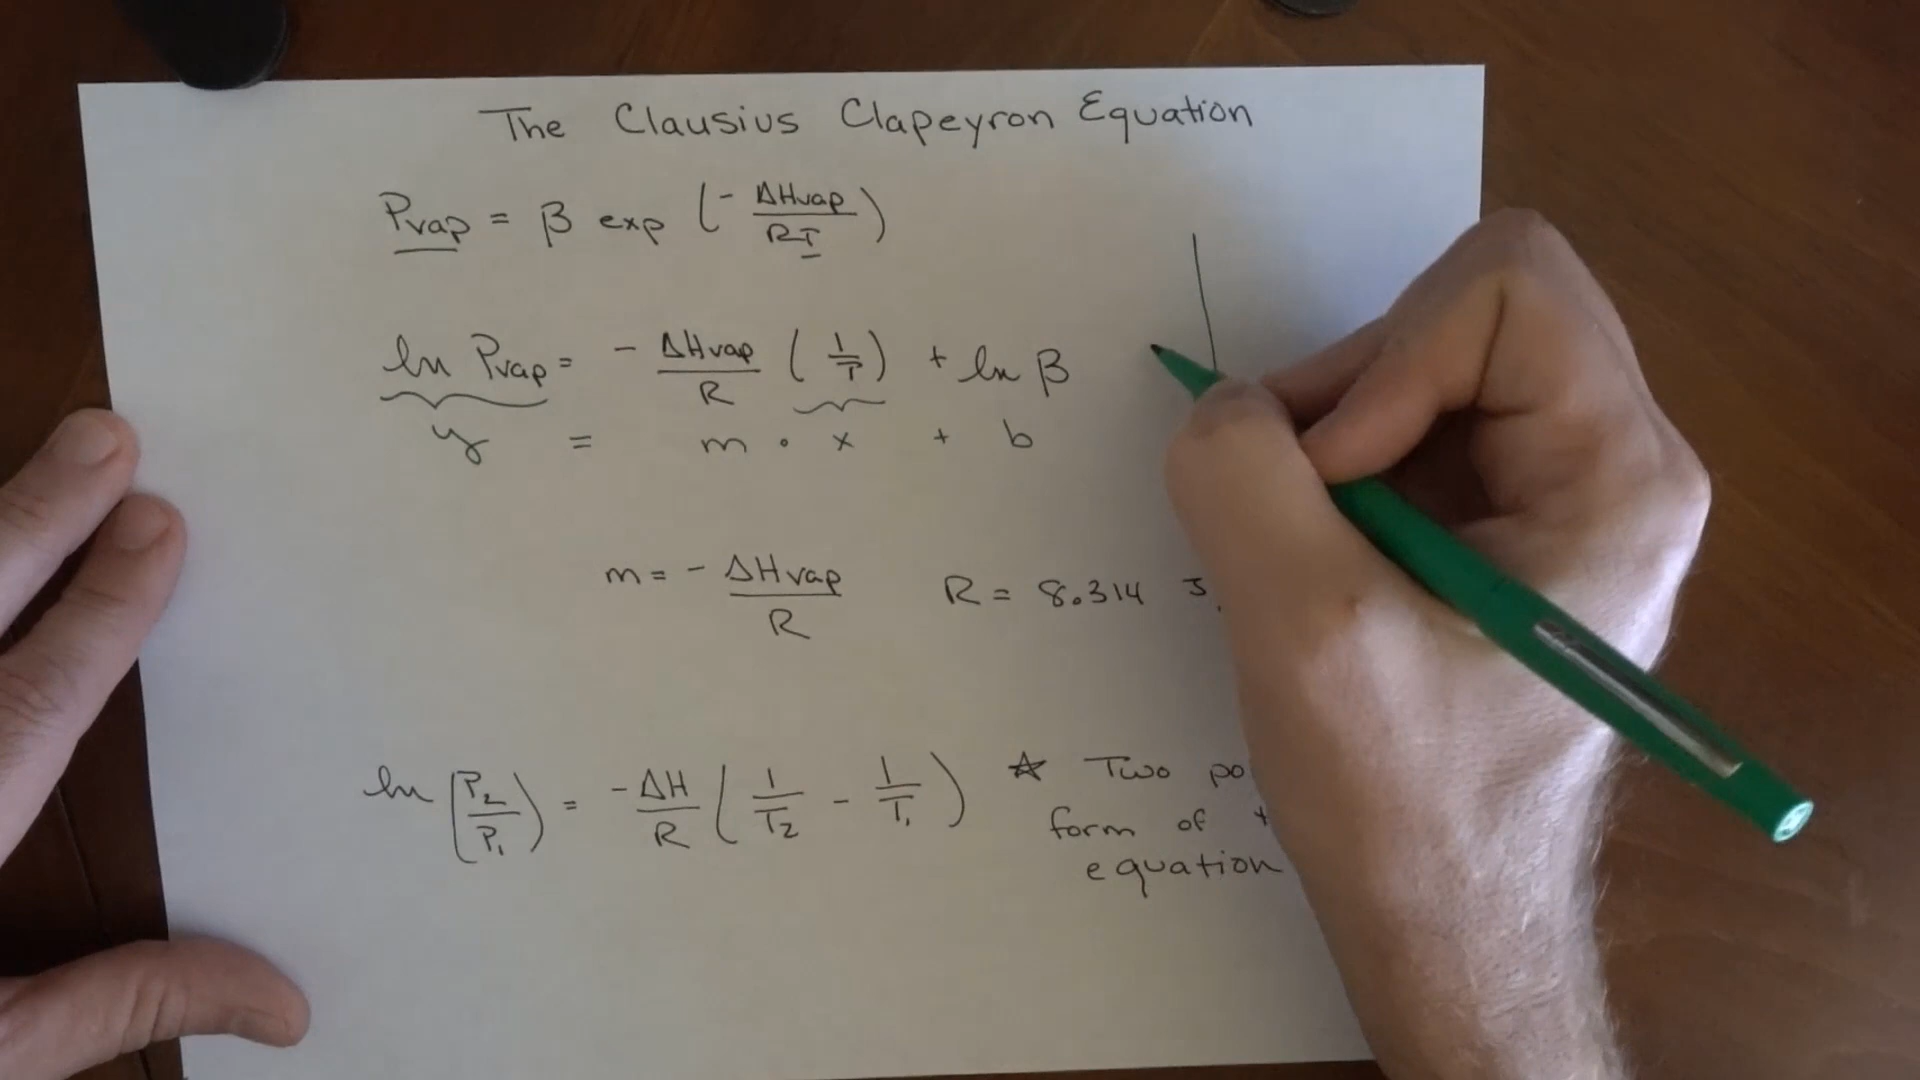 The Clausius Clapeyron Equation
Pvap = β exp (- ΔHvap/RT)
ln Pvap = - ΔHvap/R (1/T) + ln β
y = m • x + b
m = - ΔHvap/R R = 8.314 J
ln (P2/P1) = -ΔH/R (1/T2 - 1/T1) ☆ Two
form of
equation